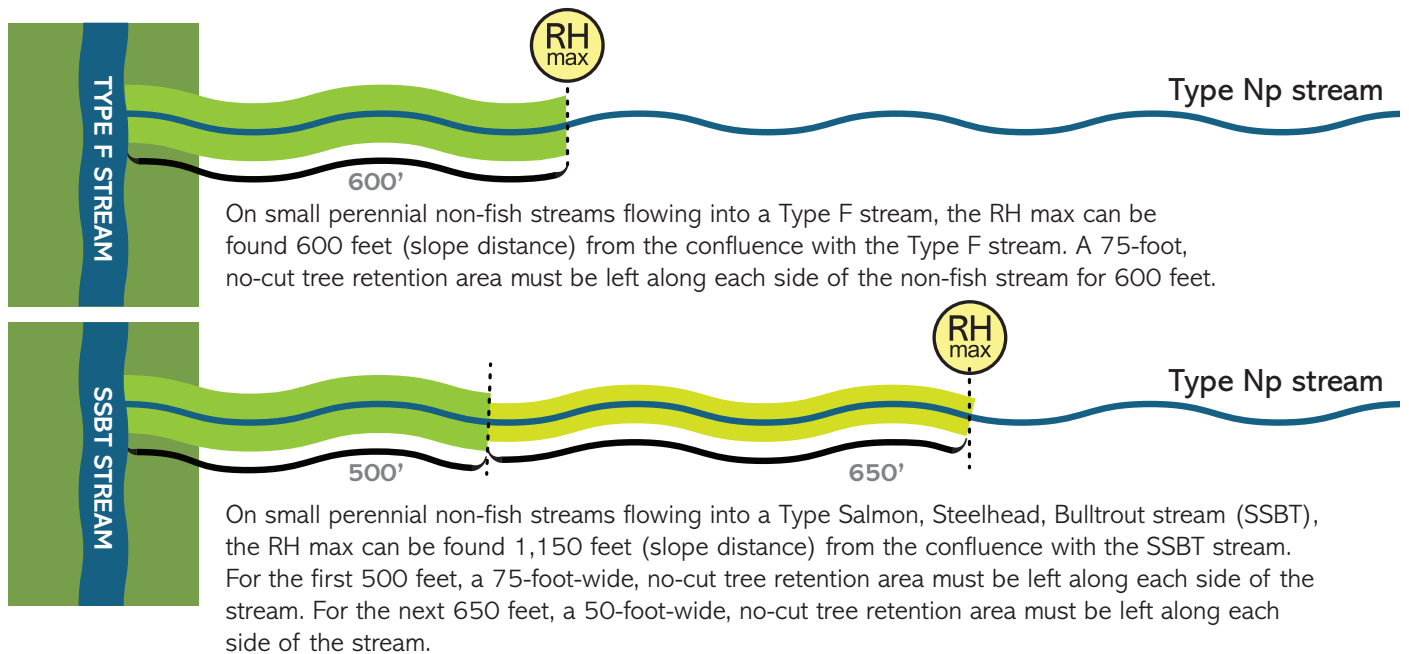 RH
max
Type Np stream
TYPE F STREAM
600’
On small perennial non-fish streams flowing into a Type F stream, the RH max can be
found 600 feet (slope distance) from the confluence with the Type F stream. A 75-foot,
no-cut tree retention area must be left along each side of the non-fish stream for 600 feet.
RH
max
Type Np stream
SSBT STREAM
500’
650’
On small perennial non-fish streams flowing into a Type Salmon, Steelhead, Bulltrout stream (SSBT),
the RH max can be found 1,150 feet (slope distance) from the confluence with the SSBT stream.
For the first 500 feet, a 75-foot-wide, no-cut tree retention area must be left along each side of the
stream. For the next 650 feet, a 50-foot-wide, no-cut tree retention area must be left along each
side of the stream.